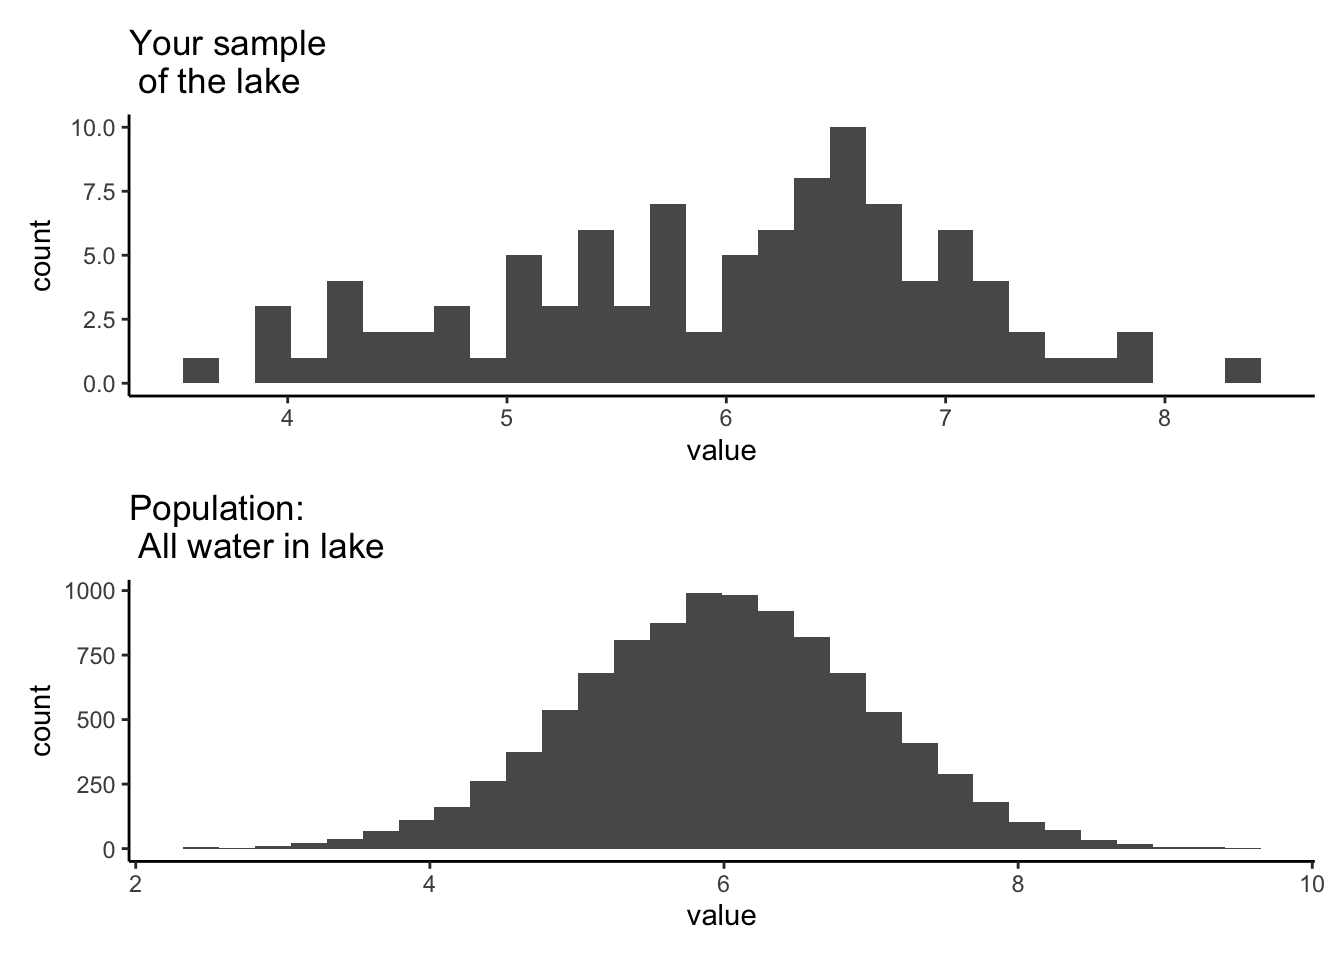 Your sample
of the lake
10.0
7.5
5.0
2.5
0.0
count
4 5 6 7 8
value
Population:
All water in lake
1000
750
500
250
0
count
2 4 6 8 10
value